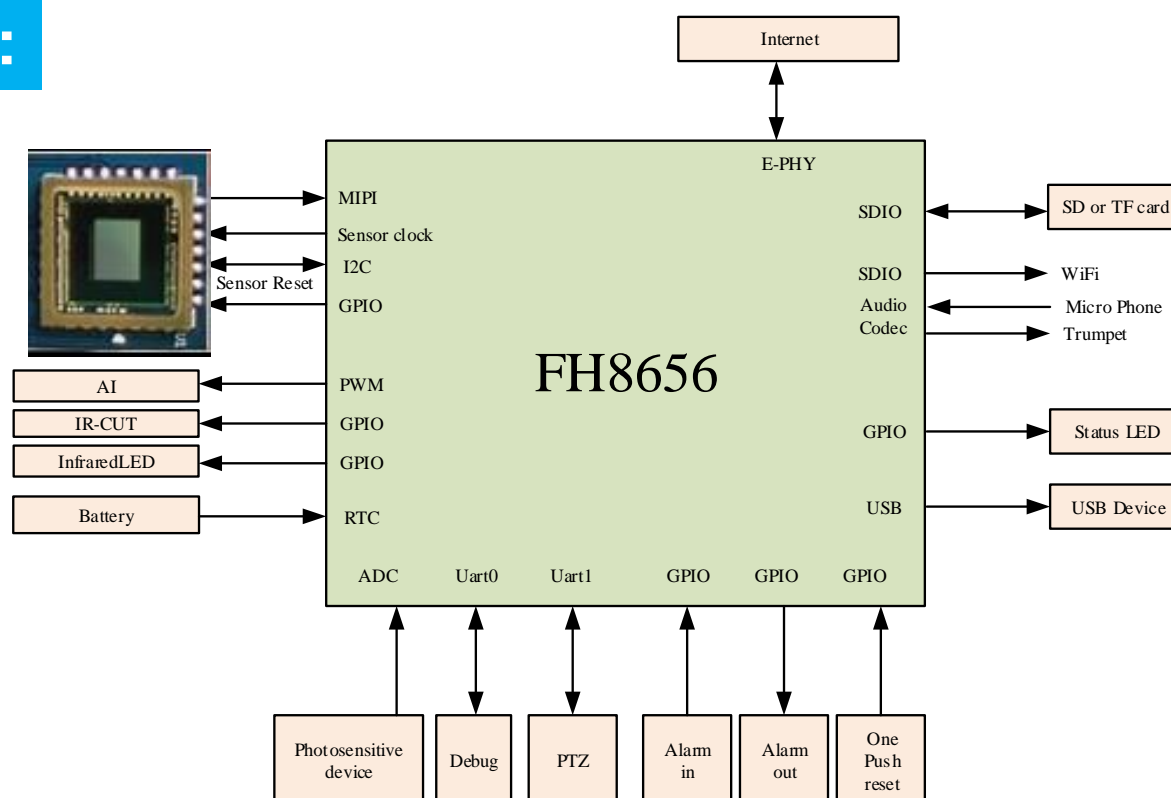 Internet
E-PHY
MIPI
Sensor clock
I2C
Sensor Reset
GPIO
SDIO
SD or TF card
SDIO
WiFi
Audio
Codec
Micro Phone
Trumpet
FH8656
AI
PWM
IR-CUT
GPIO
InfraredLED
GPIO
GPIO
Status LED
Battery
RTC
USB
USB Device
ADC
Uart0
Uart1
GPIO
GPIO
GPIO
Photosensitive
device
Debug
PTZ
Alarm
in
Alarm
out
One
Push
reset